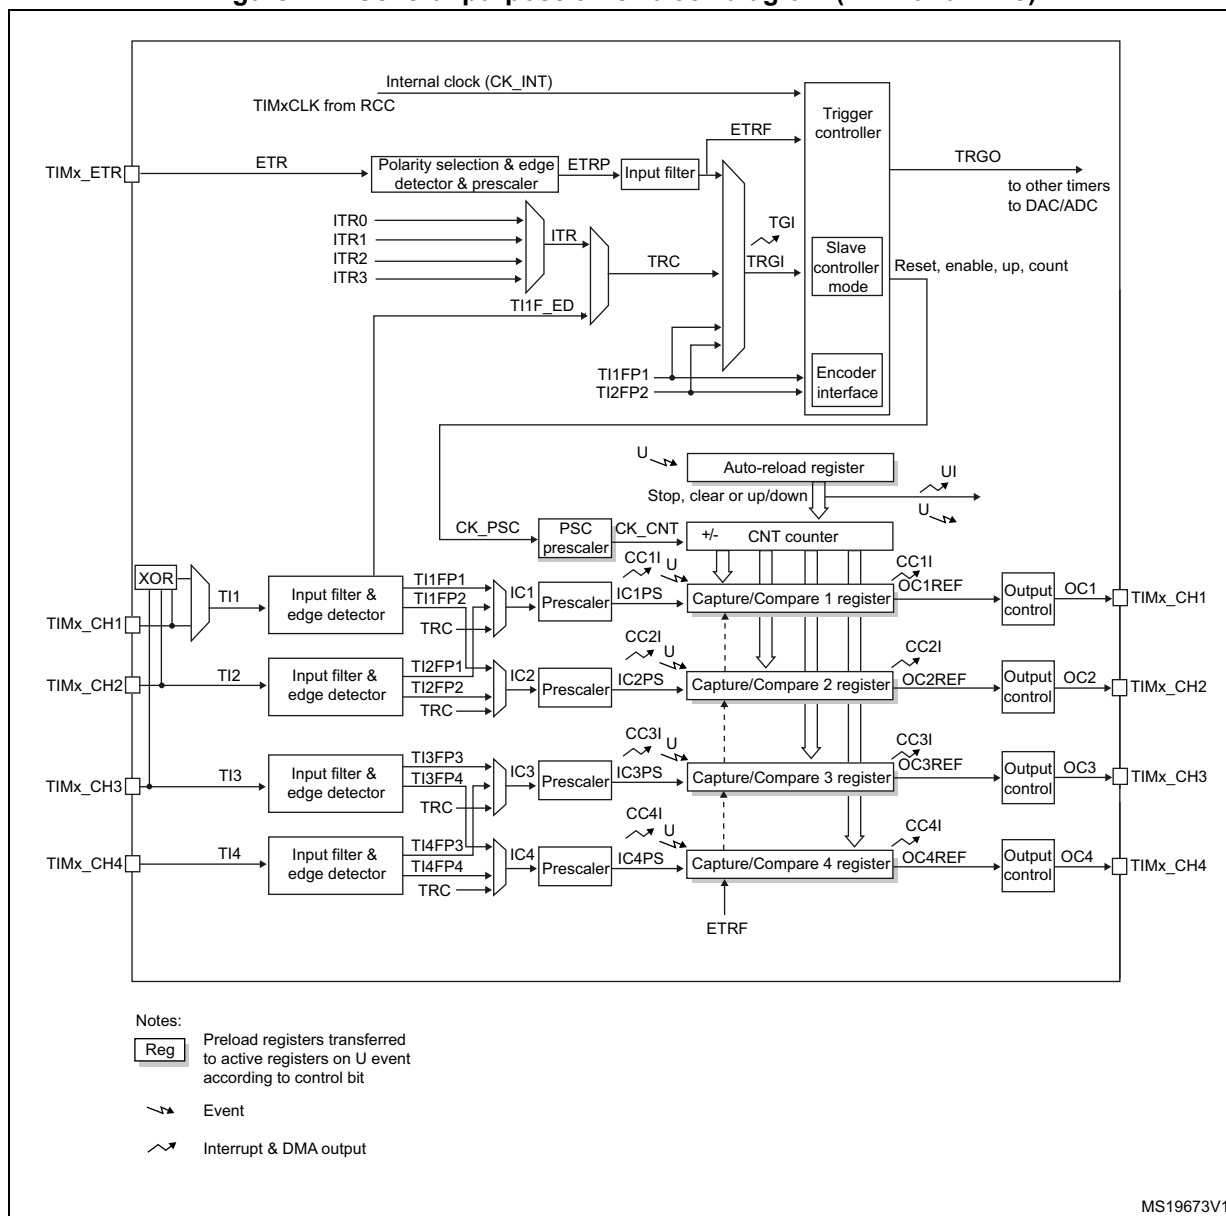 Internal clock (CK_INT)
TIMxCLK from RCC
Trigger
controller
ETRF
TIMx_ETR
ETR
Polarity selection & edge
detector & prescaler
ETRP
Input filter
TRGO
to other timers
to DAC/ADC
ITR0
ITR1
ITR2
ITR3
ITR
TRC
TI1F_ED
TGI
TRGI
Slave
controller
mode
Reset, enable, up, count
TI1FP1
TI2FP2
Encoder
interface
U
Auto-reload register
Stop, clear or up/down
UI
U
CK_PSC
PSC
prescaler
CK_CNT
+/-
CNT counter
XOR
TI1
TIMx_CH1
Input filter &
edge detector
TI1FP1
TI1FP2
TRC
IC1
Prescaler
IC1PS
CC1I
U
Capture/Compare 1 register
CC1I
OC1REF
Output
control
OC1
TIMx_CH1
TIMx_CH2
TI2
Input filter &
edge detector
TI2FP1
TI2FP2
TRC
IC2
Prescaler
IC2PS
CC2I
U
Capture/Compare 2 register
CC2I
OC2REF
Output
control
OC2
TIMx_CH2
TIMx_CH3
TI3
Input filter &
edge detector
TI3FP3
TI3FP4
TRC
IC3
Prescaler
IC3PS
CC3I
U
Capture/Compare 3 register
CC3I
OC3REF
Output
control
OC3
TIMx_CH3
TIMx_CH4
TI4
Input filter &
edge detector
TI4FP3
TI4FP4
TRC
IC4
Prescaler
IC4PS
CC4I
U
Capture/Compare 4 register
CC4I
OC4REF
Output
control
OC4
TIMx_CH4
ETRF
Notes:
Reg
Preload registers transferred
to active registers on U event
according to control bit
Event
Interrupt & DMA output
MS19673V1